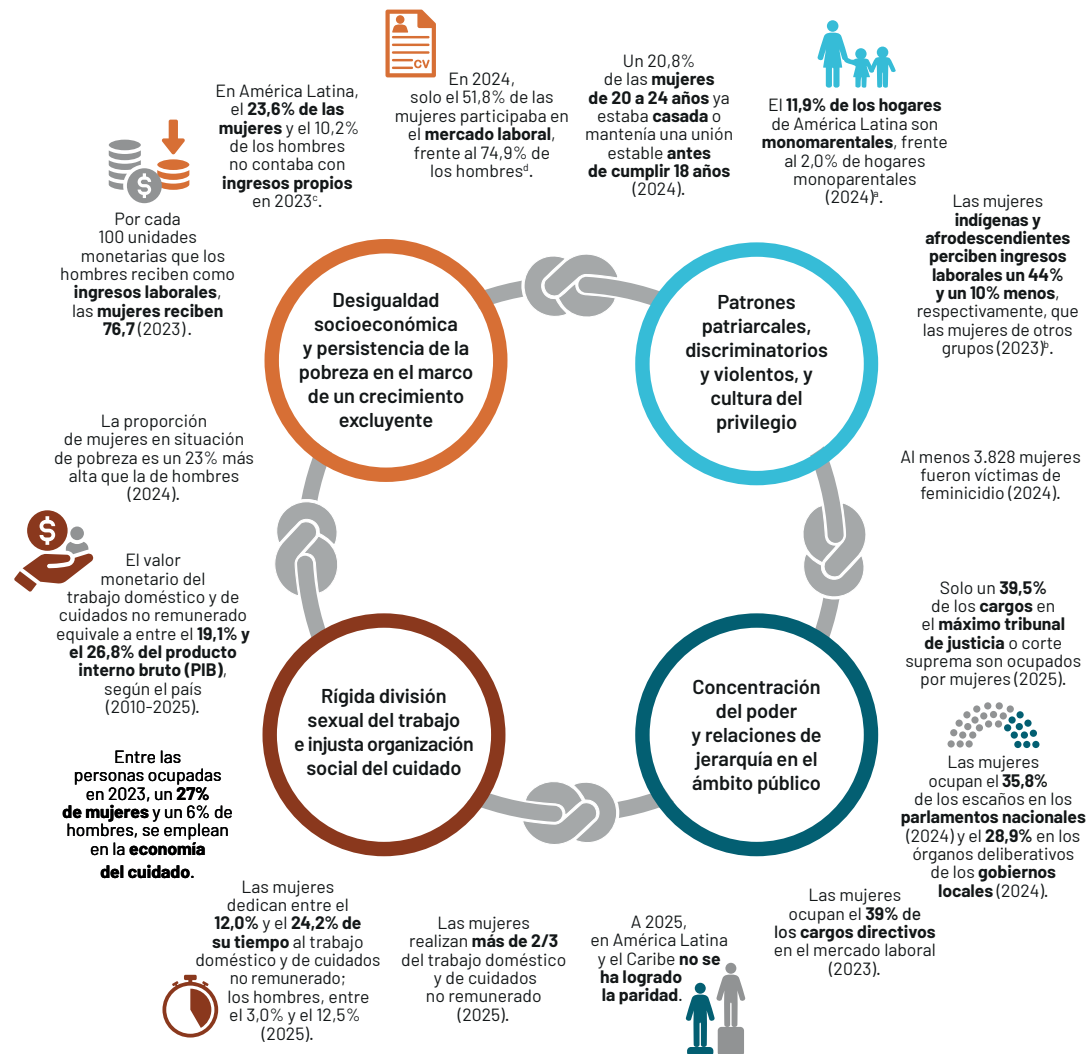 CV
En América Latina,
el 23,6% de las
mujeres y el 10,2%
de los hombres
no contaba con
ingresos propios
en 2023ᶜ.
En 2024,
solo el 51,8% de las
mujeres participaba en
el mercado laboral,
frente al 74,9% de
los hombresᵈ.
Un 20,8%
de las mujeres
de 20 a 24 años ya
estaba casada o
mantenía una unión
estable antes
de cumplir 18 años
(2024).
El 11,9% de los hogares
de América Latina son
monomarentales, frente
al 2,0% de hogares
monoparentales
(2024)ᵃ.
$
Por cada
100 unidades
monetarias que los
hombres reciben como
ingresos laborales,
las mujeres reciben
76,7 (2023).
Las mujeres
indígenas y
afrodescendientes
perciben ingresos
laborales un 44%
y un 10% menos,
respectivamente, que
las mujeres de otros
grupos (2023)ᵇ.
Desigualdad
socioeconómica
y persistencia de la
pobreza en el marco
de un crecimiento
excluyente
Patrones
patriarcales,
discriminatorios
y violentos, y
cultura del
privilegio
La proporción
de mujeres en situación
de pobreza es un 23% más
alta que la de hombres
(2024).
Al menos 3.828 mujeres
fueron víctimas de
feminicidio (2024).
$
El valor
monetario del
trabajo doméstico y de
cuidados no remunerado
equivale a entre el 19,1% y
el 26,8% del producto
interno bruto (PIB),
según el país
(2010-2025).
Solo un 39,5%
de los cargos en
el máximo tribunal
de justicia o corte
suprema son ocupados
por mujeres (2025).
Rígida división
sexual del trabajo
e injusta organización
social del cuidado
Concentración
del poder
y relaciones de
jerarquía en el
ámbito público
Entre las
personas ocupadas
en 2023, un 27%
de mujeres y un 6% de
hombres, se emplean
en la economía
del cuidado.
Las mujeres
ocupan el 35,8%
de los escaños en los
parlamentos nacionales
(2024) y el 28,9% en los
órganos deliberativos
de los gobiernos
locales (2024).
Las mujeres
dedican entre el
12,0% y el 24,2% de
su tiempo al trabajo
doméstico y de cuidados
no remunerado;
los hombres, entre
el 3,0% y el 12,5%
(2025).
Las mujeres
realizan más de 2/3
del trabajo doméstico
y de cuidados
no remunerado
(2025).
A 2025,
en América Latina
y el Caribe no se
ha logrado
la paridad.
Las mujeres
ocupan el 39% de
los cargos directivos
en el mercado laboral
(2023).